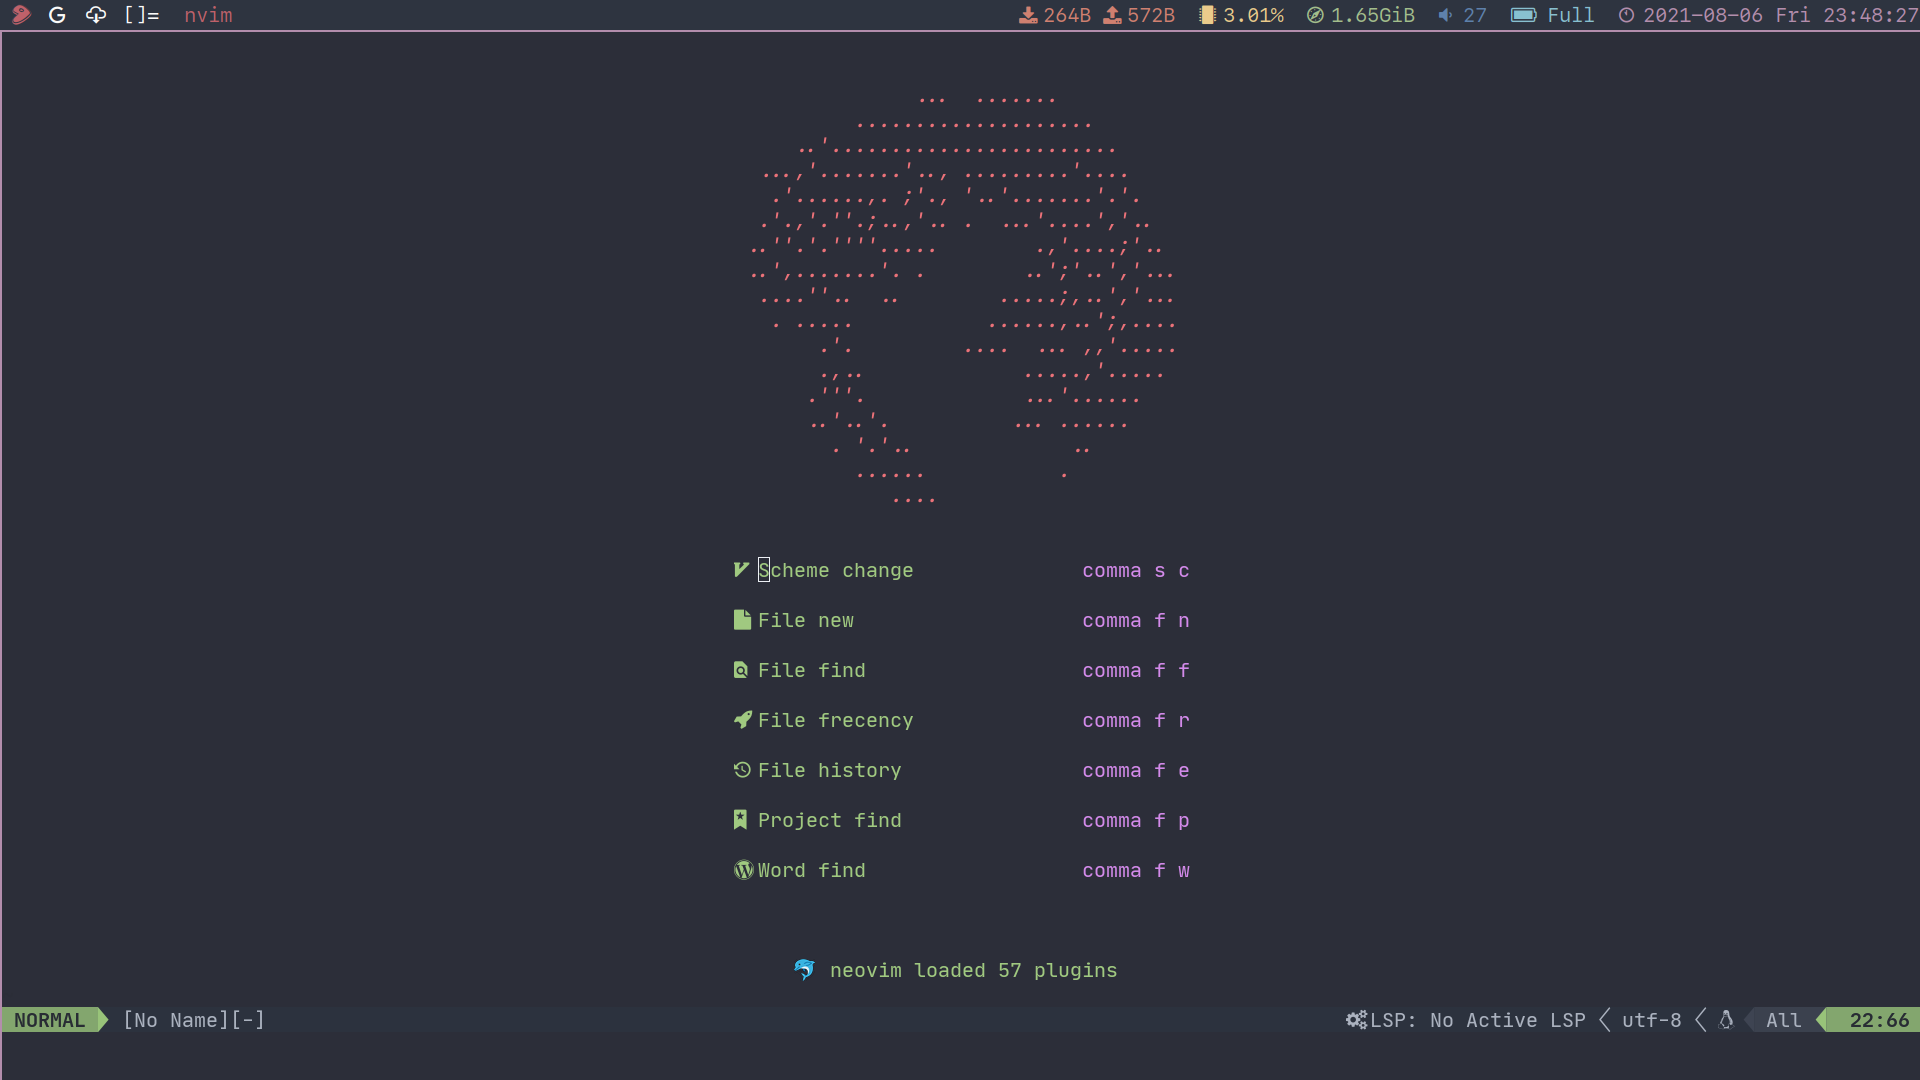 G []= nvim 264B 572B 3.01% 1.65GiB 27 Full 2021-08-06 Fri 23:48:27
Scheme change comma s c
File new comma f n
File find comma f f
File frecency comma f r
File history comma f e
Project find comma f p
Word find comma f w
neovim loaded 57 plugins
NORMAL [No Name][-] LSP: No Active LSP utf-8 All 22:66